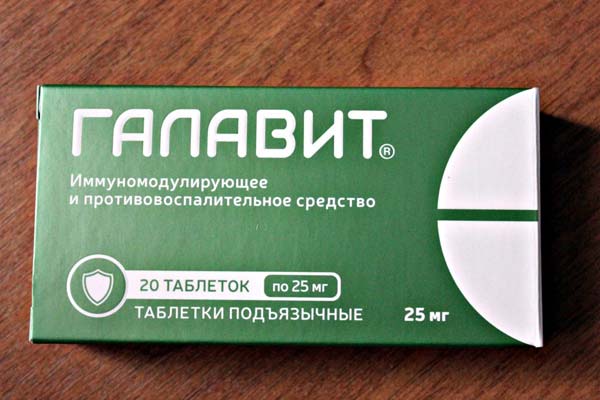 ГАЛАВИТ®
Иммуномодулирующее
и противовоспалительное средство
20 ТАБЛЕТОК по 25 мг
ТАБЛЕТКИ ПОДЪЯЗЫЧНЫЕ 25 мг